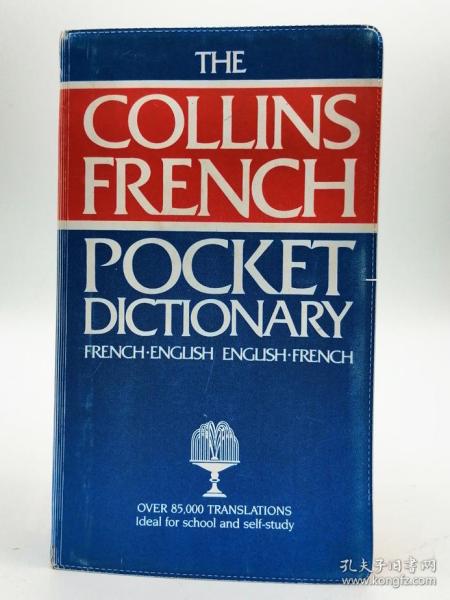 THE
COLLINS
FRENCH
POCKET
DICTIONARY
FRENCH·ENGLISH ENGLISH·FRENCH
OVER 85,000 TRANSLATIONS
Ideal for school and self-study
孔夫子旧书网
www.kongfz.com